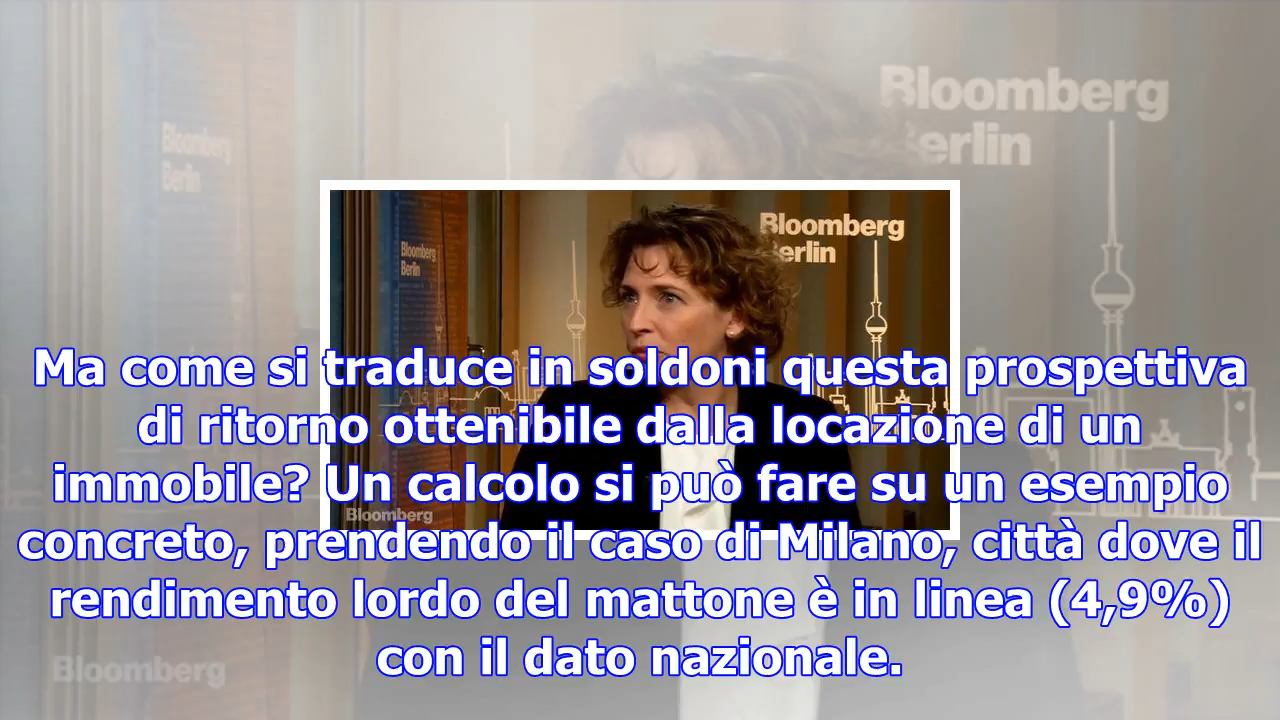 Bloomberg
Berlin
Bloomberg
Berlin
Bloomberg
erlin
Bloomberg
Berlin
Ma come si traduce in soldoni questa prospettiva
di ritorno ottenibile dalla locazione di un
immobile? Un calcolo si può fare su un esempio
concreto, prendendo il caso di Milano, città dove il
rendimento lordo del mattone è in linea (4,9%)
con il dato nazionale.
Bloomberg
Bloomberg